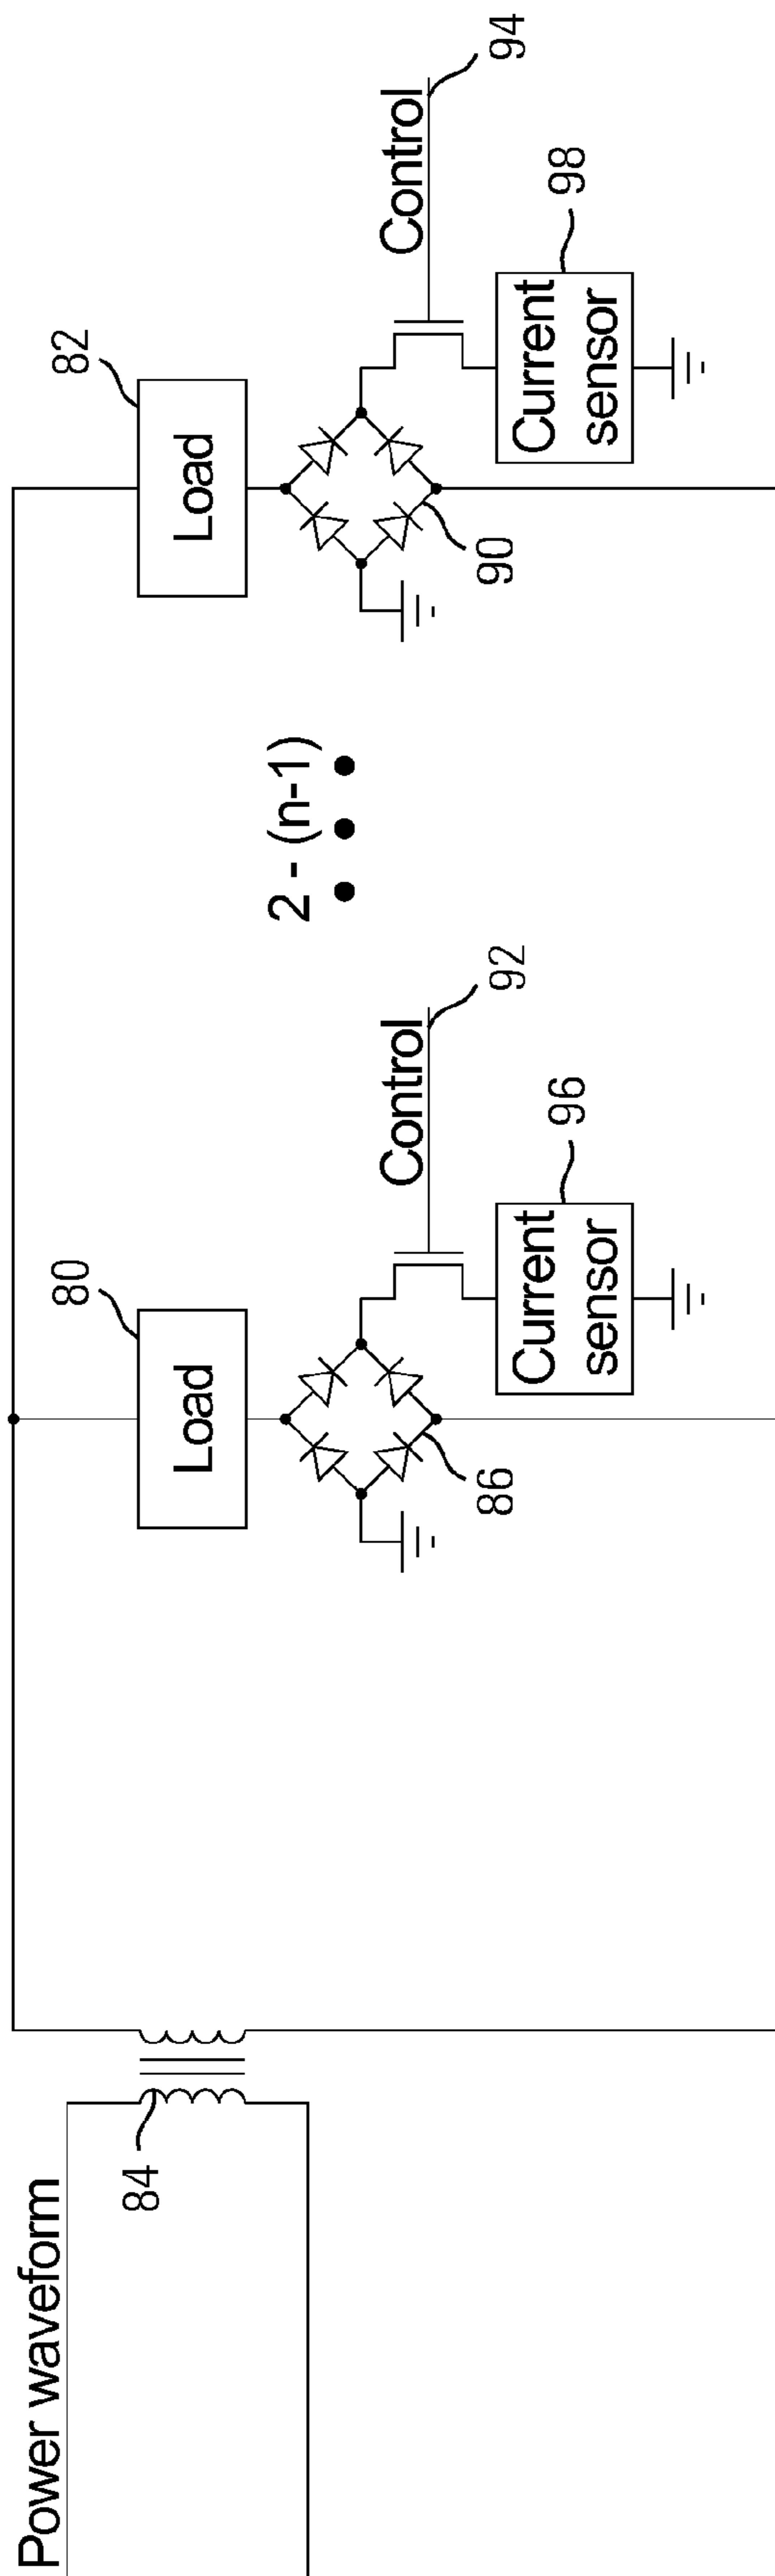 Power waveform
84
80
Load
86
Control
92
Current
sensor
96
2 - (n-1)
82
Load
90
Control
94
Current
sensor
98